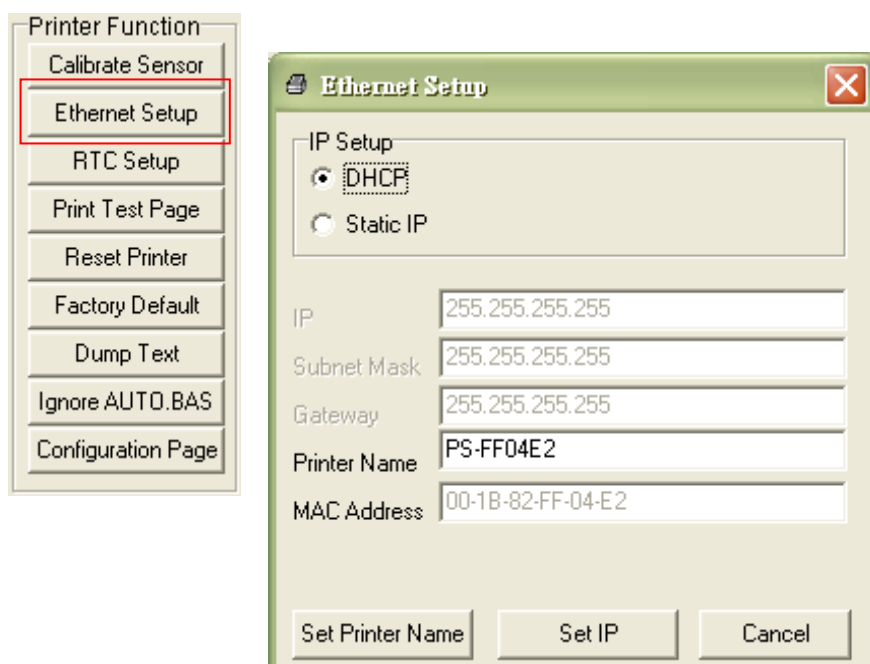 Printer Function
Calibrate Sensor
Ethernet Setup
RTC Setup
Print Test Page
Reset Printer
Factory Default
Dump Text
Ignore AUTO.BAS
Configuration Page
Ethernet Setup
IP Setup
DHCP
Static IP
IP 255.255.255.255
Subnet Mask 255.255.255.255
Gateway 255.255.255.255
Printer Name PS-FF04E2
MAC Address 00-1B-82-FF-04-E2
Set Printer Name Set IP Cancel